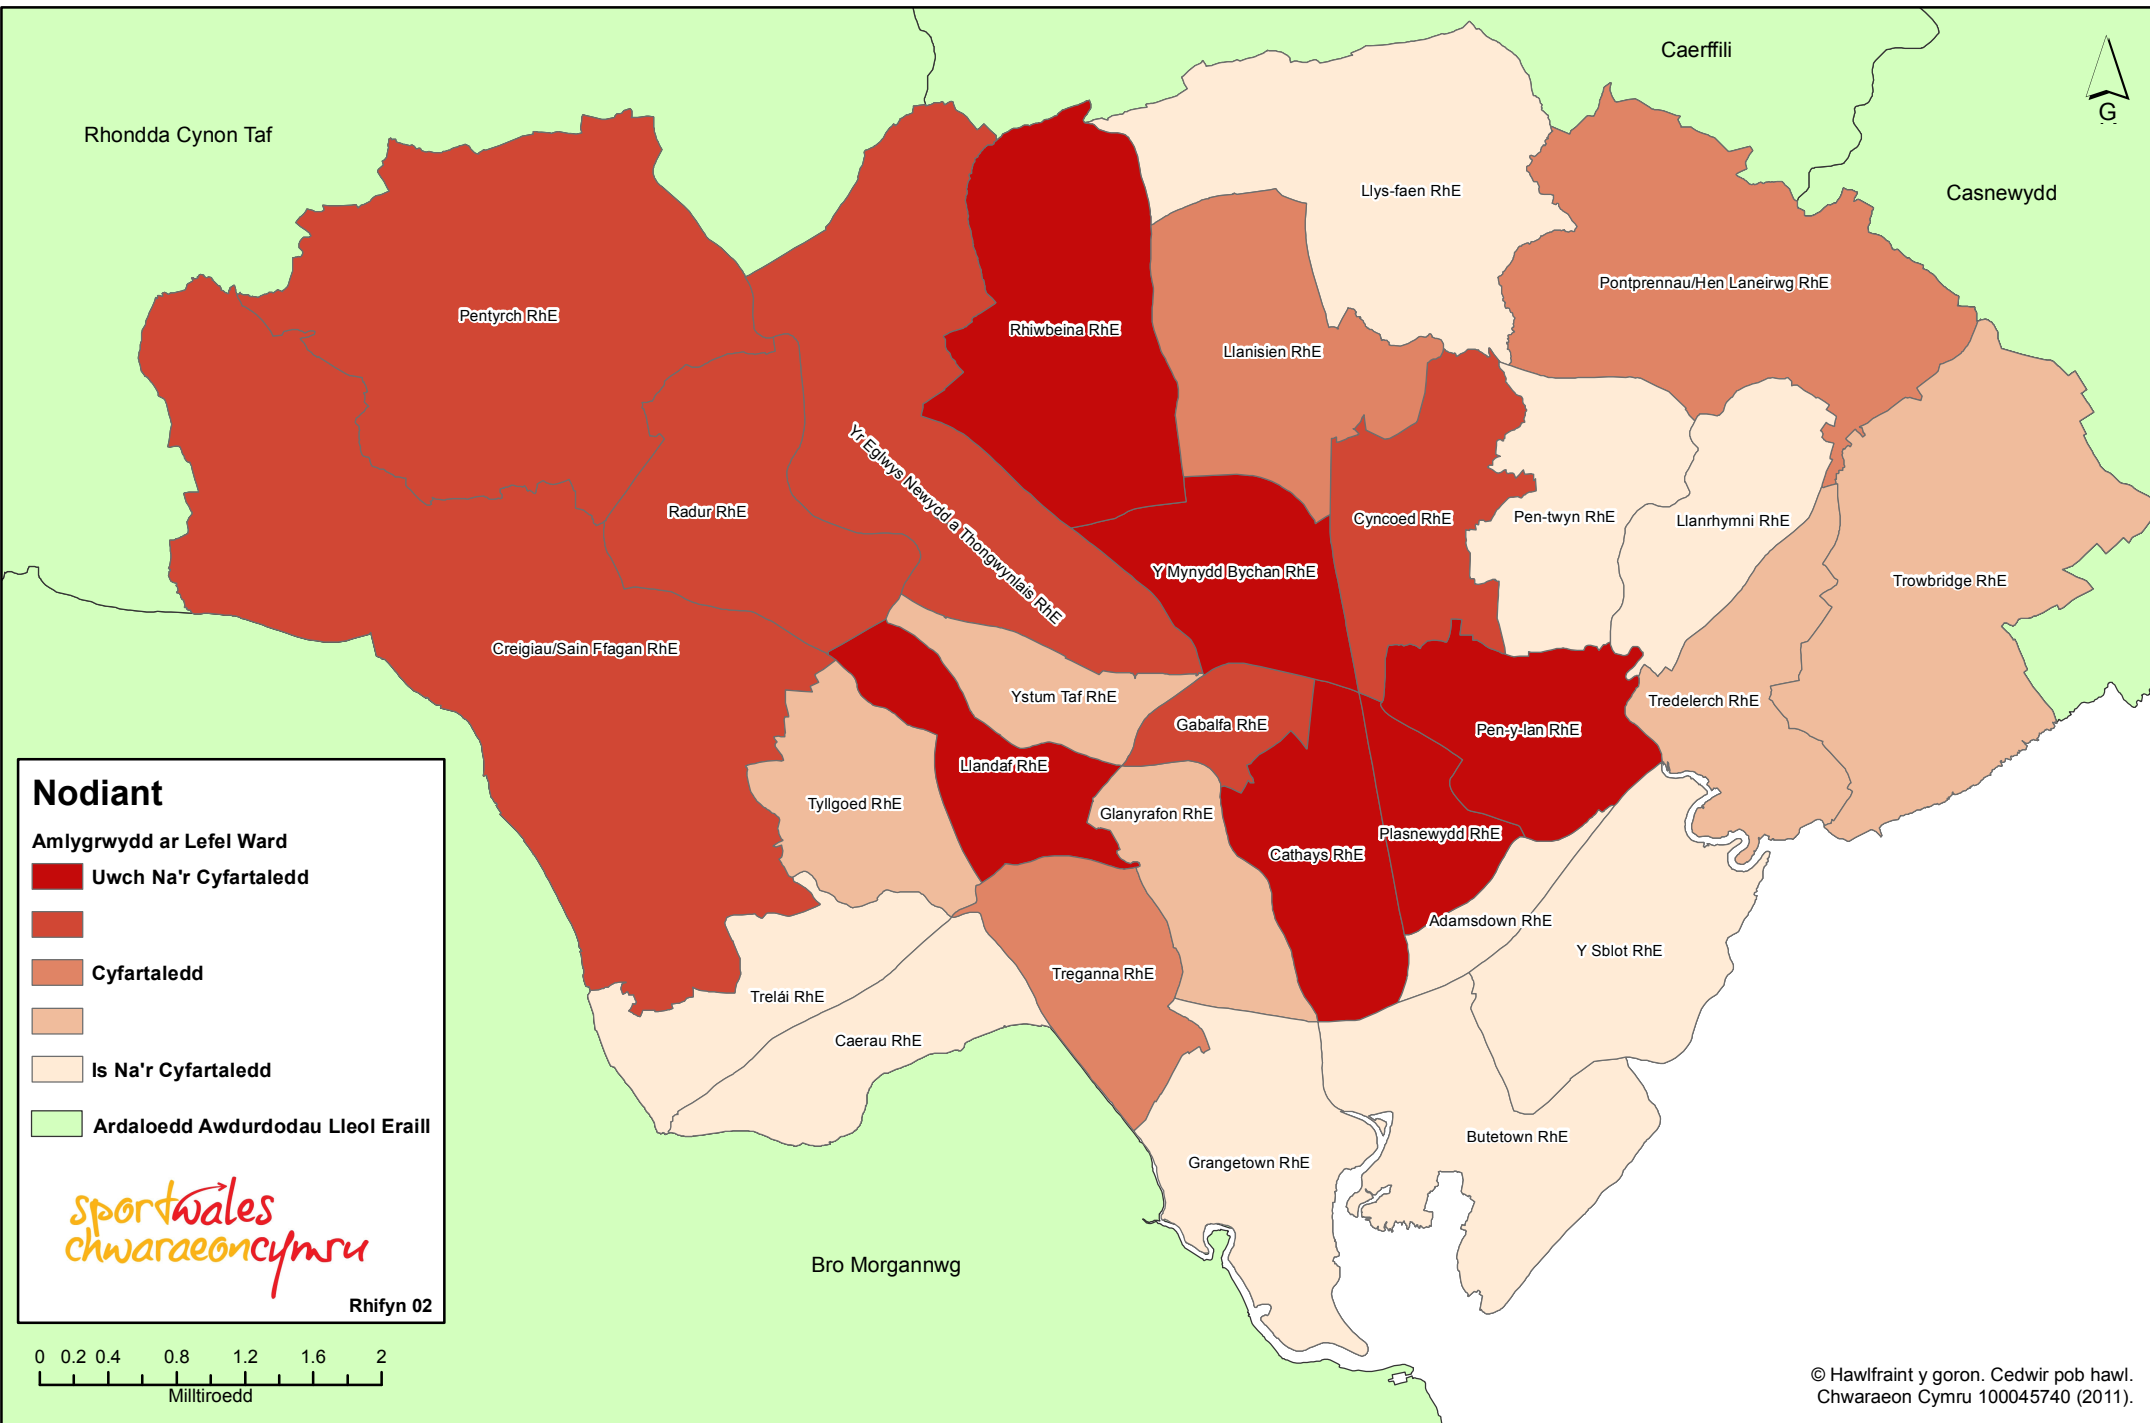 Caerffili
G
Rhondda Cynon Taf
Casnewydd
Llys-faen RhE
Pontprennau/Hen Laneirwg RhE
Pentyrch RhE
Rhiwbeina RhE
Llanisien RhE
Yr Eglwys Newydd a Thongwynlais RhE
Radur RhE
Cyncoed RhE
Pen-twyn RhE
Llanrhymni RhE
Y Mynydd Bychan RhE
Trowbridge RhE
Creigiau/Sain Ffagan RhE
Ystum Taf RhE
Tredelerch RhE
Gabalfa RhE
Pen-y-lan RhE
Llandaf RhE
Tyllgoed RhE
Glanyrafon RhE
Plasnewydd RhE
Cathays RhE
Adamsdown RhE
Y Sblot RhE
Treganna RhE
Trelái RhE
Caerau RhE
Butetown RhE
Grangetown RhE
Bro Morgannwg
Nodiant
Amlygrwydd ar Lefel Ward
Uwch Na'r Cyfartaledd
Cyfartaledd
Is Na'r Cyfartaledd
Ardaloedd Awdurdodau Lleol Eraill
sportwales
chwaraeoncymru
Rhifyn 02
0 0.2 0.4 0.8 1.2 1.6 2
Milltiroedd
© Hawlfraint y goron. Cedwir pob hawl.
Chwaraeon Cymru 100045740 (2011).